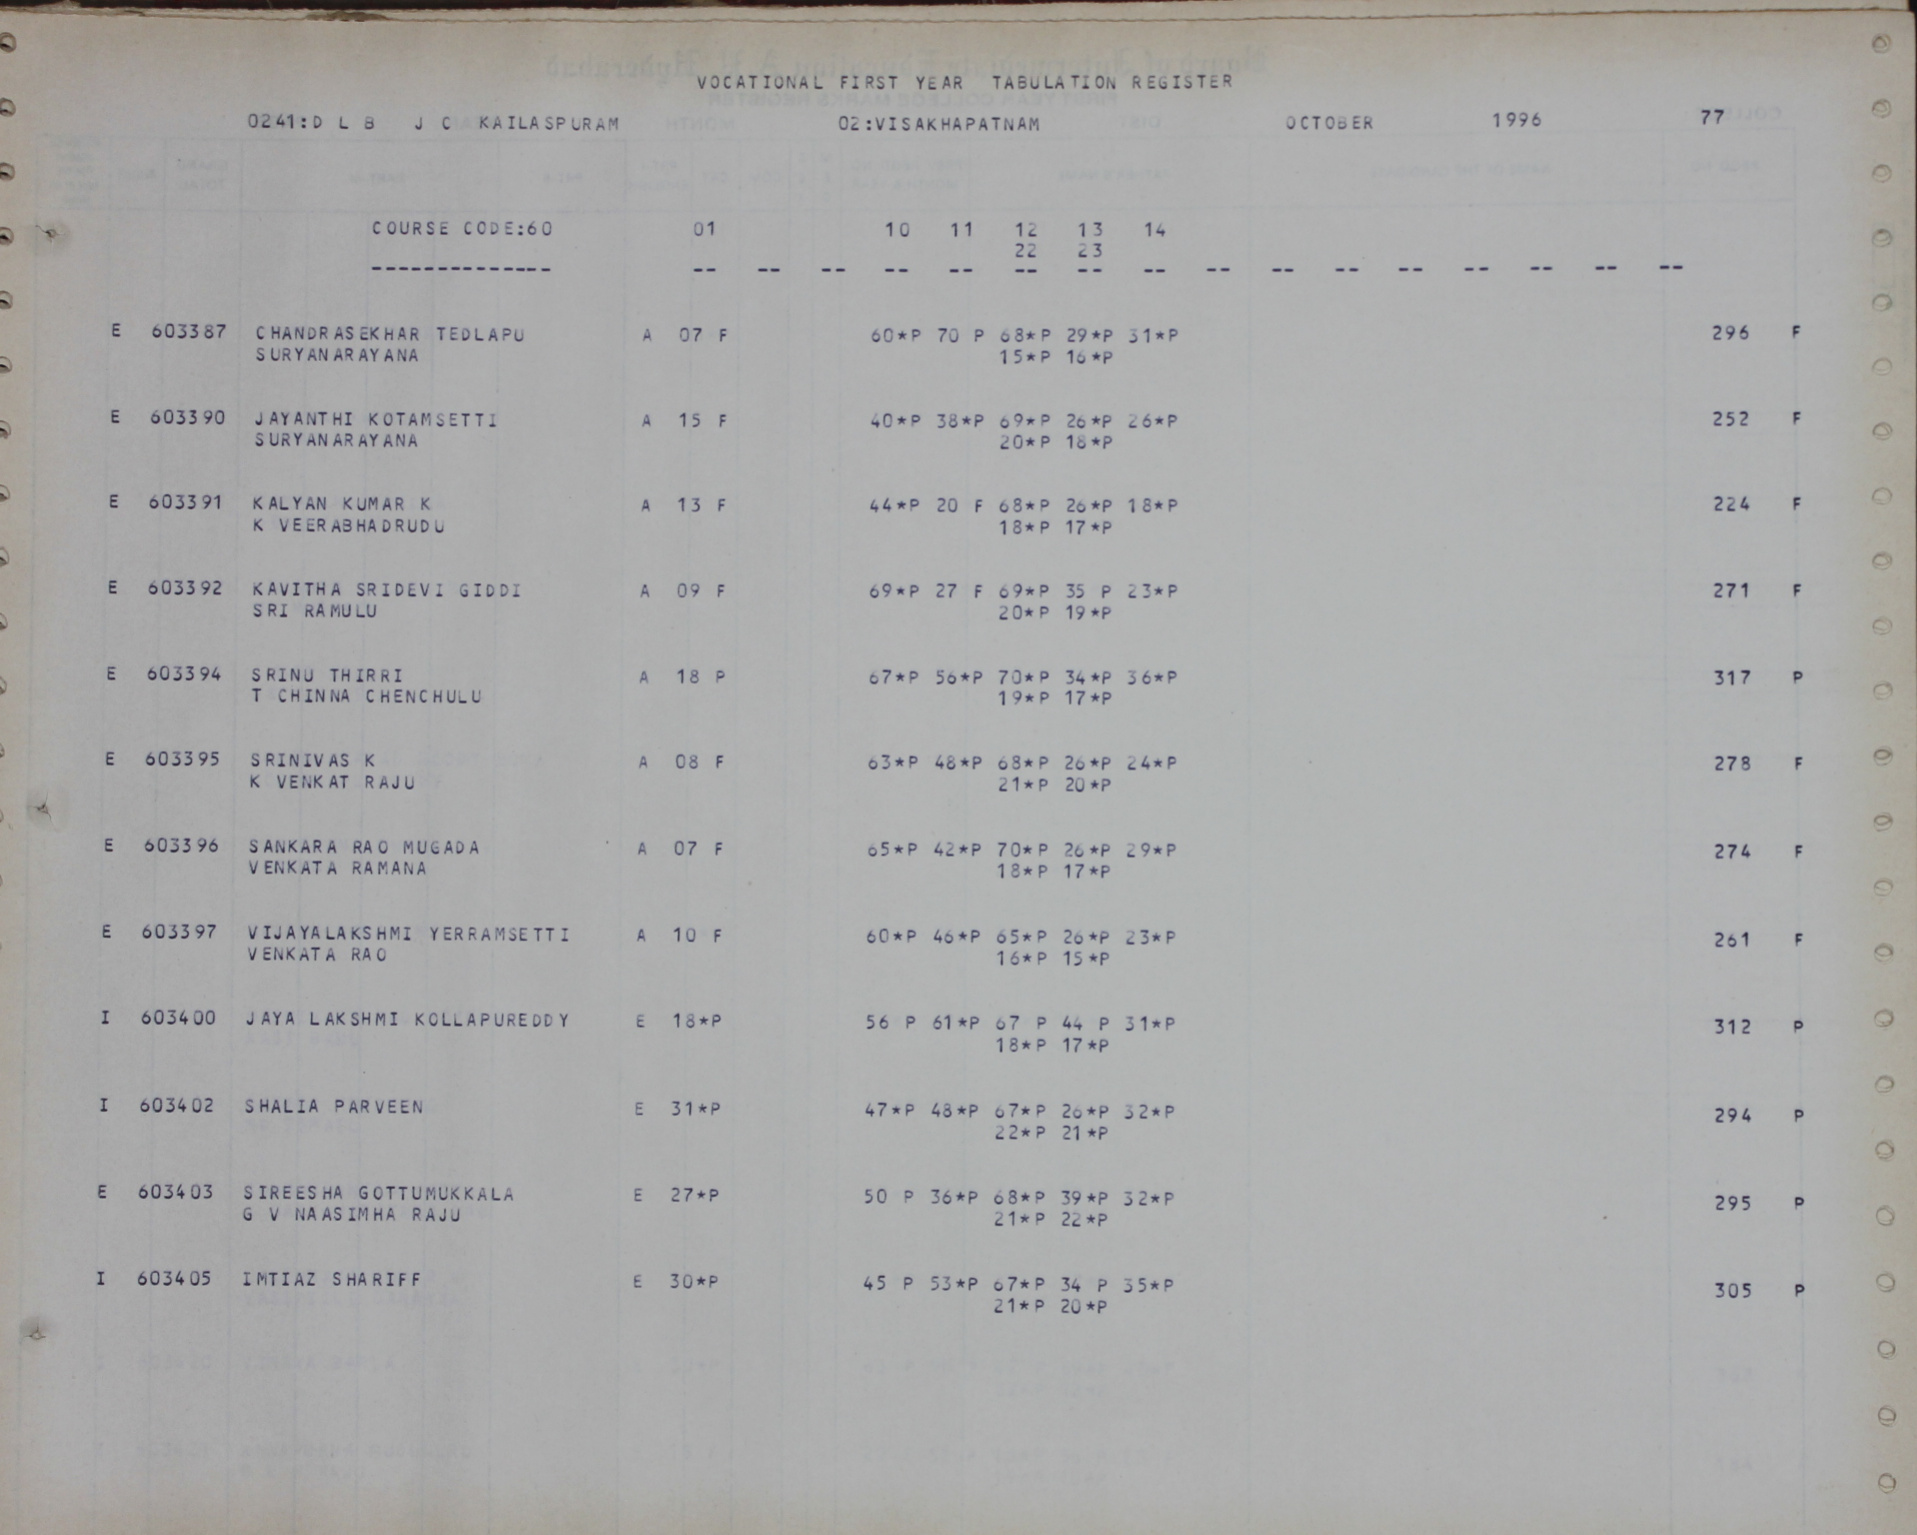 VOCATIONAL FIRST YEAR TABULATION REGISTER
0241:D L B J C KAILASPURAM 02:VISAKHAPATNAM OCTOBER 1996 77
COURSE CODE:60 01 10 11 12 13 14
22 23
-------------- -- -- -- -- -- -- -- -- -- -- -- -- -- -- -- --
E 603387 CHANDRASEKHAR TEDLAPU A 07 F 60*P 70 P 68*P 29*P 31*P 296 F
SURYANARAYANA 15*P 16*P
E 603390 JAYANTHI KOTAMSETTI A 15 F 40*P 38*P 69*P 26*P 26*P 252 F
SURYANARAYANA 20*P 18*P
E 603391 KALYAN KUMAR K A 13 F 44*P 20 F 68*P 26*P 18*P 224 F
K VEERABHADRUDU 18*P 17*P
E 603392 KAVITHA SRIDEVI GIDDI A 09 F 69*P 27 F 69*P 35 P 23*P 271 F
SRI RAMULU 20*P 19*P
E 603394 SRINU THIRRI A 18 P 67*P 56*P 70*P 34*P 36*P 317 P
T CHINNA CHENCHULU 19*P 17*P
E 603395 SRINIVAS K A 08 F 63*P 48*P 68*P 26*P 24*P 278 F
K VENKAT RAJU 21*P 20*P
E 603396 SANKARA RAO MUGADA A 07 F 65*P 42*P 70*P 26*P 29*P 274 F
VENKATA RAMANA 18*P 17*P
E 603397 VIJAYALAKSHMI YERRAMSETTI A 10 F 60*P 46*P 65*P 26*P 23*P 261 F
VENKATA RAO 16*P 15*P
I 603400 JAYA LAKSHMI KOLLAPUREDDY E 18*P 56 P 61*P 67 P 44 P 31*P 312 P
18*P 17*P
I 603402 SHALIA PARVEEN E 31*P 47*P 48*P 67*P 26*P 32*P 294 P
22*P 21*P
E 603403 SIREESHA GOTTUMUKKALA E 27*P 50 P 36*P 68*P 39*P 32*P 295 P
G V NAASIMHA RAJU 21*P 22*P
I 603405 IMTIAZ SHARIFF E 30*P 45 P 53*P 67*P 34 P 35*P 305 P
21*P 20*P